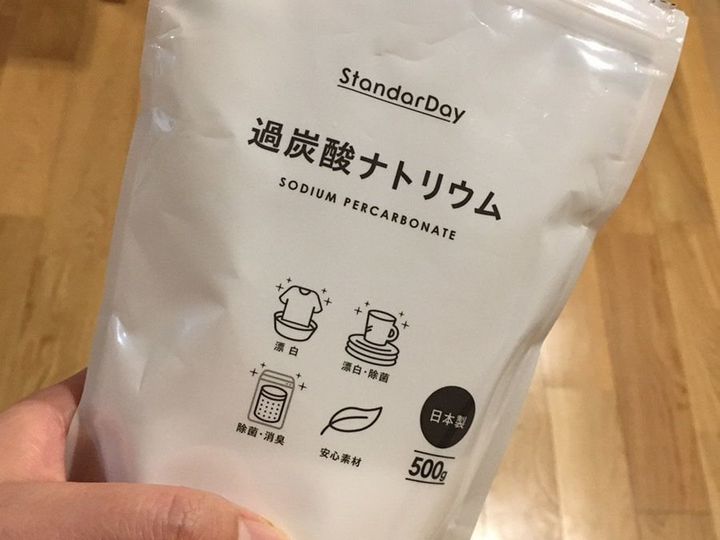 StandarDay
過炭酸ナトリウム
SODIUM PERCARBONATE
漂白
漂白・除菌
除菌・消臭
安心素材
日本製
500g